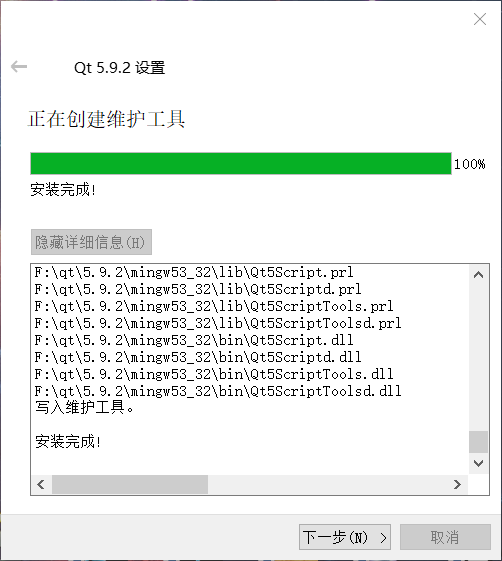 Qt 5.9.2 设置
正在创建维护工具
100%
安装完成!
隐藏详细信息(H)
F:\qt\5.9.2\mingw53_32\lib\Qt5Script.prl
F:\qt\5.9.2\mingw53_32\lib\Qt5Scriptd.prl
F:\qt\5.9.2\mingw53_32\lib\Qt5ScriptTools.prl
F:\qt\5.9.2\mingw53_32\lib\Qt5ScriptToolsd.prl
F:\qt\5.9.2\mingw53_32\bin\Qt5Script.dll
F:\qt\5.9.2\mingw53_32\bin\Qt5Scriptd.dll
F:\qt\5.9.2\mingw53_32\bin\Qt5ScriptTools.dll
F:\qt\5.9.2\mingw53_32\bin\Qt5ScriptToolsd.dll
写入维护工具。
安装完成!
下一步(N) >
取消